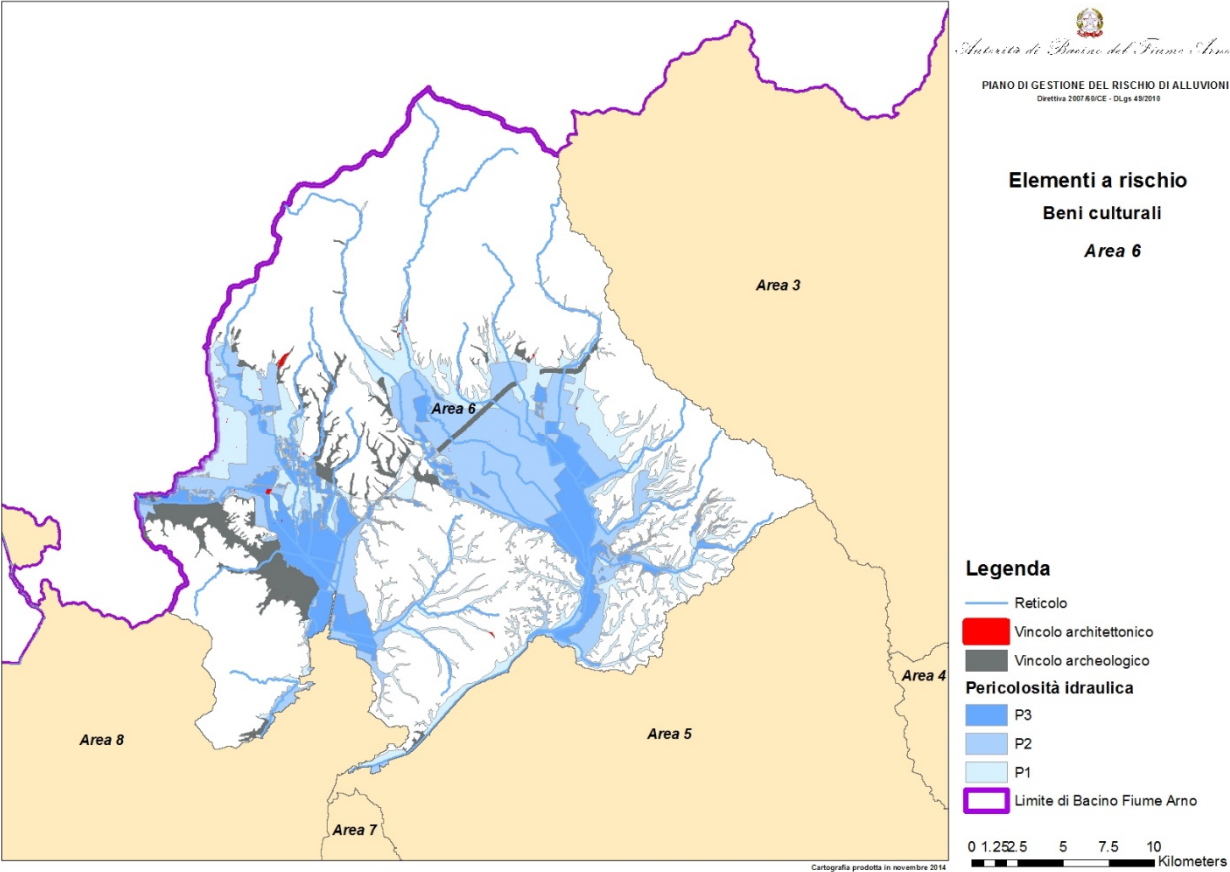 Autorità di Bacino del Fiume Arno
PIANO DI GESTIONE DEL RISCHIO DI ALLUVIONI
Direttiva 2007/60/CE - DLgs 49/2010
Elementi a rischio
Beni culturali
Area 6
Area 3
Area 6
Area 4
Area 5
Area 8
Area 7
Legenda
Reticolo
Vincolo architettonico
Vincolo archeologico
Pericolosità idraulica
P3
P2
P1
Limite di Bacino Fiume Arno
0 1.252.5 5 7.5 10
Kilometers
Cartografia prodotta in novembre 2014